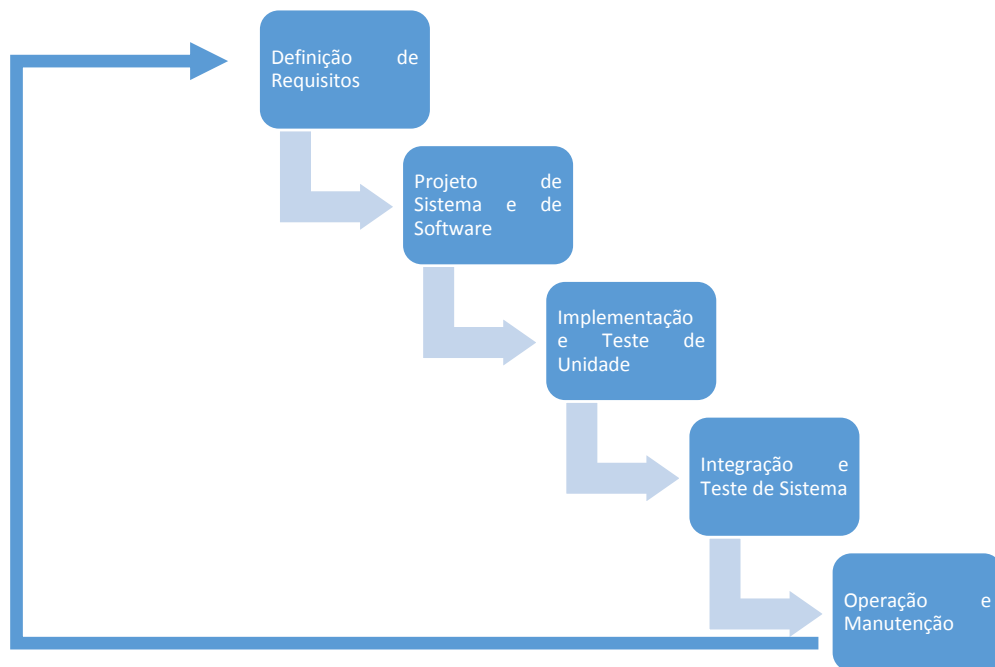 Definição de
Requisitos
Projeto de
Sistema e de
Software
Implementação
e Teste de
Unidade
Integração e
Teste de Sistema
Operação e
Manutenção